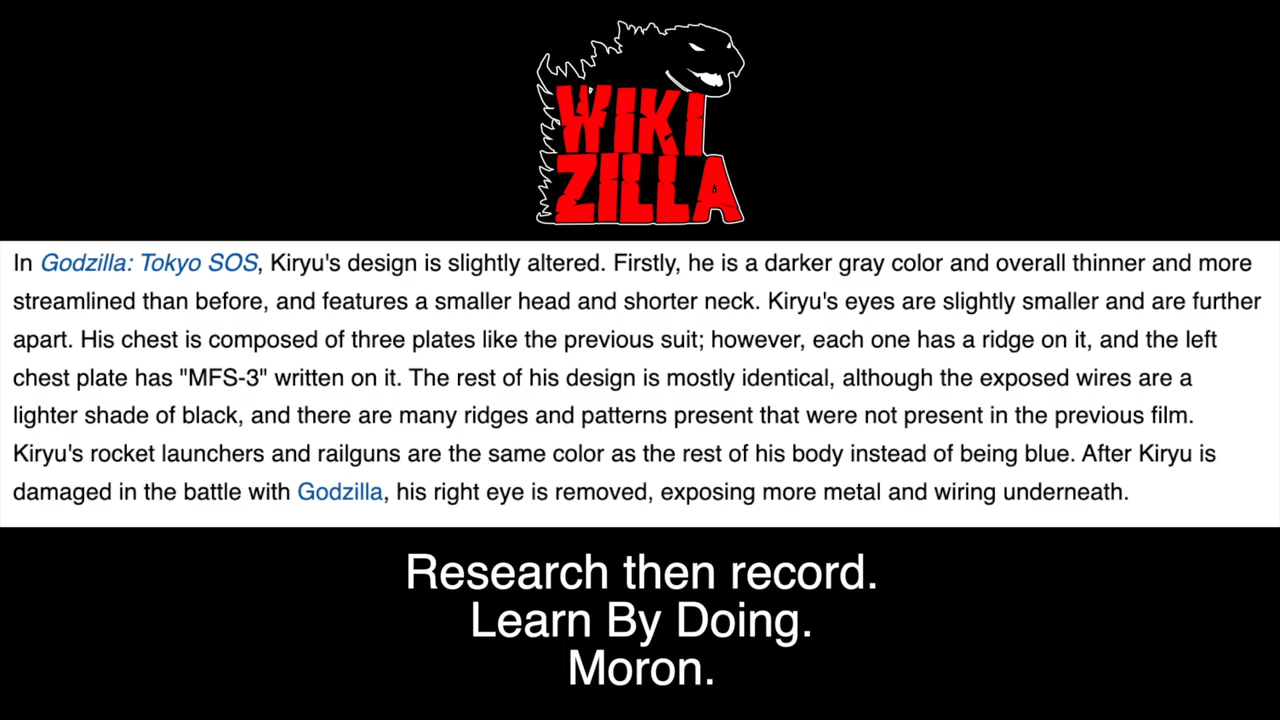 WIKI
ZILLA
In Godzilla: Tokyo SOS, Kiryu's design is slightly altered. Firstly, he is a darker gray color and overall thinner and more
streamlined than before, and features a smaller head and shorter neck. Kiryu's eyes are slightly smaller and are further
apart. His chest is composed of three plates like the previous suit; however, each one has a ridge on it, and the left
chest plate has "MFS-3" written on it. The rest of his design is mostly identical, although the exposed wires are a
lighter shade of black, and there are many ridges and patterns present that were not present in the previous film.
Kiryu's rocket launchers and railguns are the same color as the rest of his body instead of being blue. After Kiryu is
damaged in the battle with Godzilla, his right eye is removed, exposing more metal and wiring underneath.
Research then record.
Learn By Doing.
Moron.